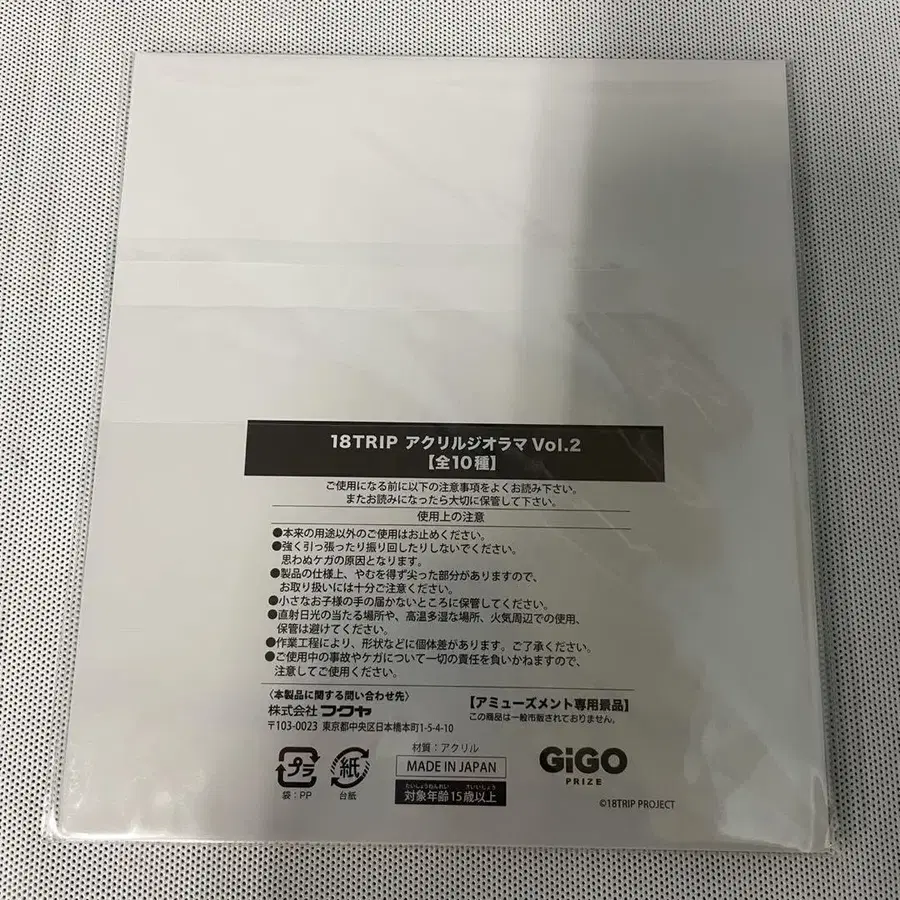 18TRIP アクリルジオラマ Vol.2
【全10種】
ご使用になる前に以下の注意事項をよくお読み下さい。
またお読みになったら大切に保管して下さい。
使用上の注意
●本来の用途以外のご使用はお止めください。
●強く引っ張ったり振り回したりしないでください。
思わぬケガの原因となります。
●製品の仕様上、やむを得ず尖った部分がありますので、
お取り扱いには十分ご注意ください。
●小さなお子様の手の届かないところに保管してください。
●直射日光の当たる場所や、高温多湿な場所、火気周辺での使用、
保管は避けてください。
●作業工程により、形状などに個体差があります。ご了承ください。
●ご使用中の事故やケガについて一切の責任を負いかねますので、
注意してご使用ください。
〈本製品に関する問い合わせ先〉
株式会社フクヤ
〒103-0023 東京都中央区日本橋本町1-5-4-10
【アミューズメント専用景品】
この商品は一般市販されておりません。
プラ
袋：PP
紙
台紙
材質：アクリル
MADE IN JAPAN
たいしょうねんれい さいいじょう
対象年齢15歳以上
GiGO
PRIZE
©18TRIP PROJECT